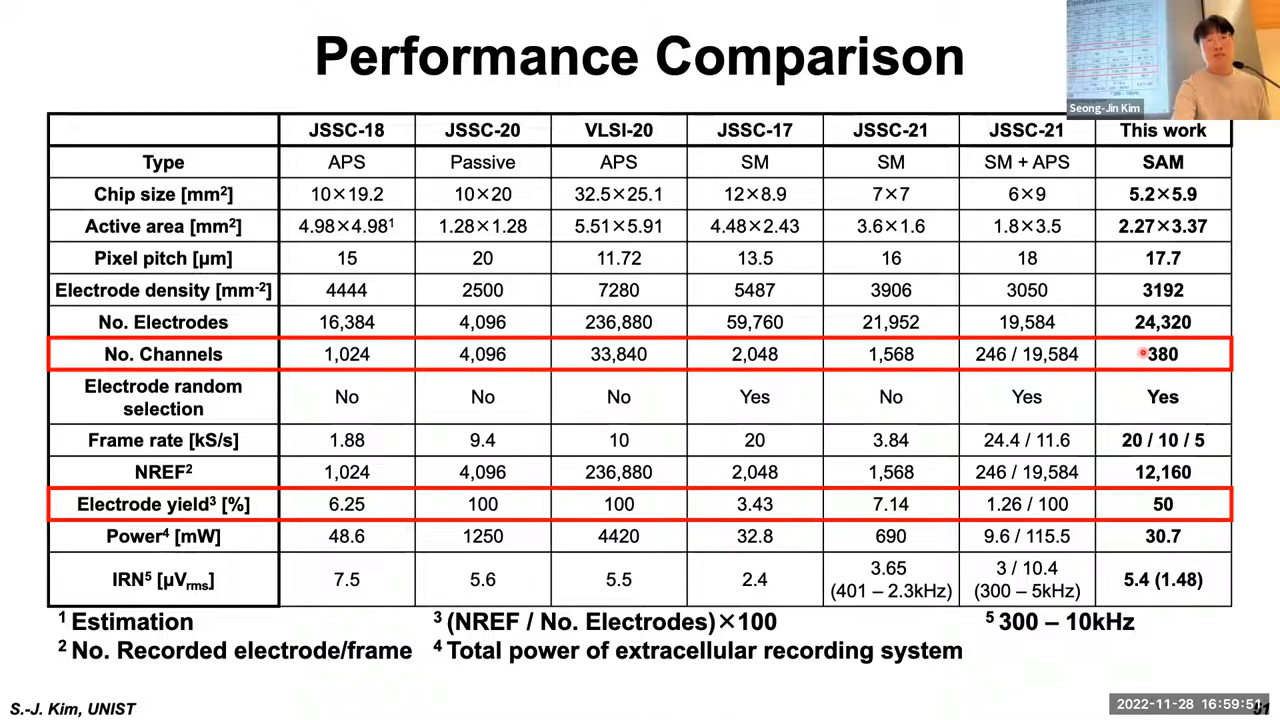 Performance Comparison
Seong-Jin Kim
JSSC-18 JSSC-20 VLSI-20 JSSC-17 JSSC-21 JSSC-21 This work
Type APS Passive APS SM SM SM + APS SAM
Chip size [mm²] 10×19.2 10×20 32.5×25.1 12×8.9 7×7 6×9 5.2×5.9
Active area [mm²] 4.98×4.98¹ 1.28×1.28 5.51×5.91 4.48×2.43 3.6×1.6 1.8×3.5 2.27×3.37
Pixel pitch [μm] 15 20 11.72 13.5 16 18 17.7
Electrode density [mm⁻²] 4444 2500 7280 5487 3906 3050 3192
No. Electrodes 16,384 4,096 236,880 59,760 21,952 19,584 24,320
No. Channels 1,024 4,096 33,840 2,048 1,568 246 / 19,584 380
Electrode random
selection No No No Yes No Yes Yes
Frame rate [kS/s] 1.88 9.4 10 20 3.84 24.4 / 11.6 20 / 10 / 5
NREF² 1,024 4,096 236,880 2,048 1,568 246 / 19,584 12,160
Electrode yield³ [%] 6.25 100 100 3.43 7.14 1.26 / 100 50
Power⁴ [mW] 48.6 1250 4420 32.8 690 9.6 / 115.5 30.7
IRN⁵ [μVrms] 7.5 5.6 5.5 2.4 3.65 3 / 10.4 5.4 (1.48)
(401 – 2.3kHz) (300 – 5kHz)
¹ Estimation ³ (NREF / No. Electrodes)×100 ⁵ 300 – 10kHz
² No. Recorded electrode/frame ⁴ Total power of extracellular recording system
S.-J. Kim, UNIST
2022-11-28 16:59:51